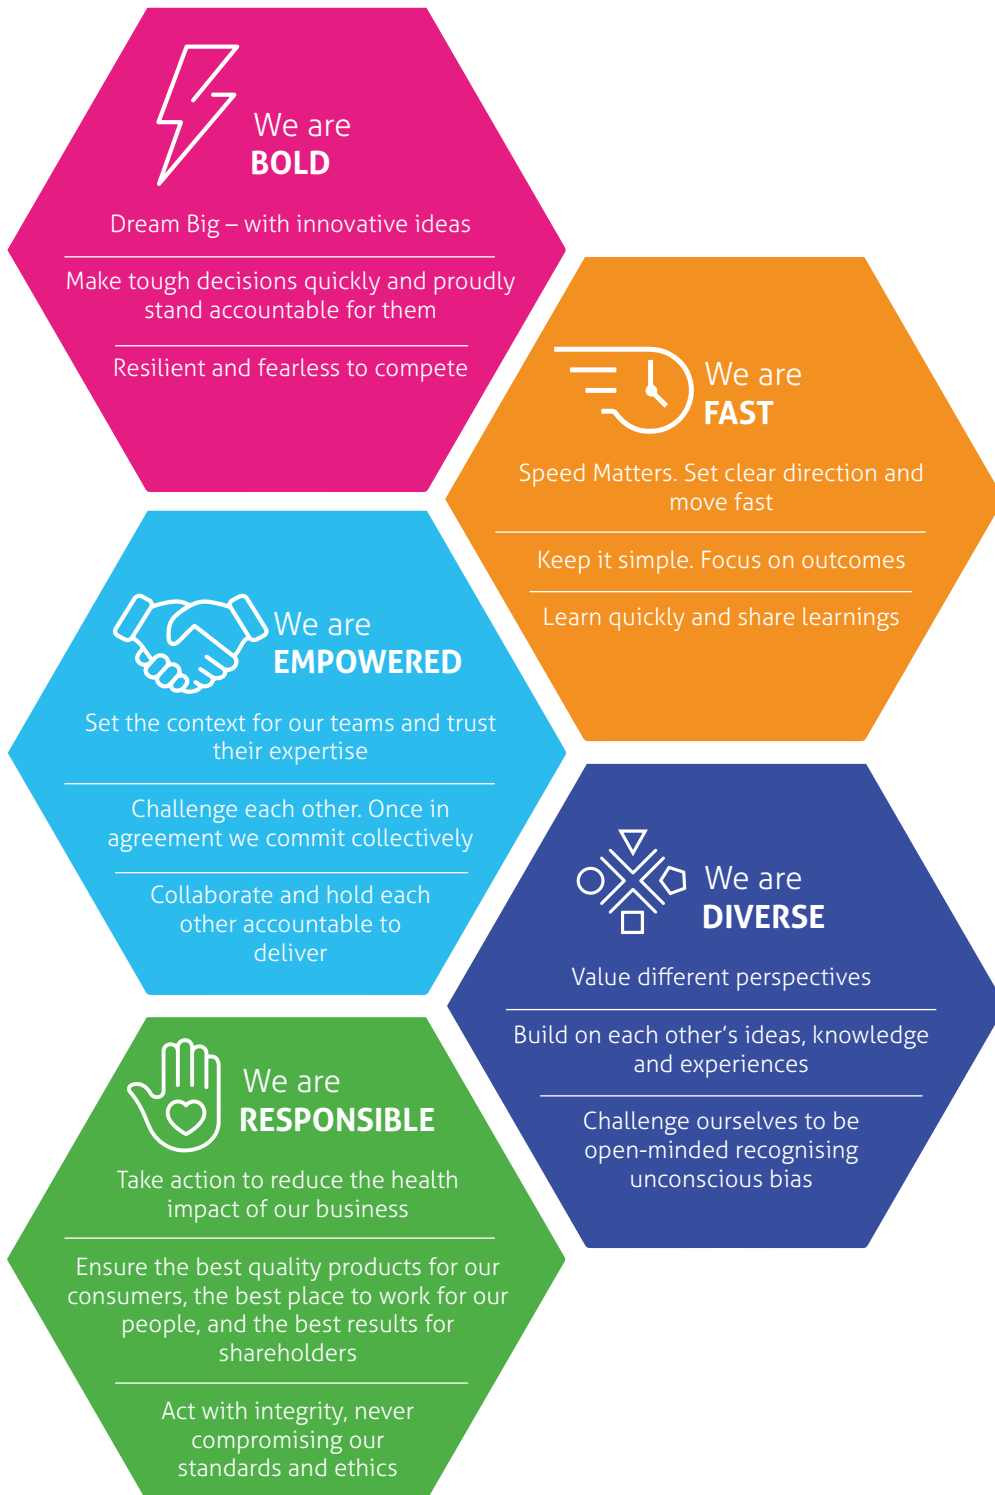 We are
BOLD
Dream Big – with innovative ideas
Make tough decisions quickly and proudly
stand accountable for them
Resilient and fearless to compete
We are
FAST
Speed Matters. Set clear direction and
move fast
Keep it simple. Focus on outcomes
Learn quickly and share learnings
We are
EMPOWERED
Set the context for our teams and trust
their expertise
Challenge each other. Once in
agreement we commit collectively
Collaborate and hold each
other accountable to
deliver
We are
DIVERSE
Value different perspectives
Build on each other’s ideas, knowledge
and experiences
Challenge ourselves to be
open-minded recognising
unconscious bias
We are
RESPONSIBLE
Take action to reduce the health
impact of our business
Ensure the best quality products for our
consumers, the best place to work for our
people, and the best results for
shareholders
Act with integrity, never
compromising our
standards and ethics